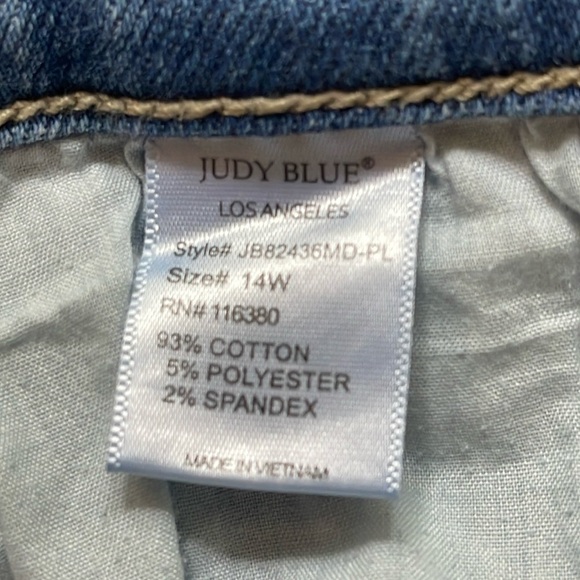 JUDY BLUE®
LOS ANGELES
Style# JB82436MD-PL
Size# 14W
RN# 116380
93% COTTON
5% POLYESTER
2% SPANDEX
MADE IN VIETNAM